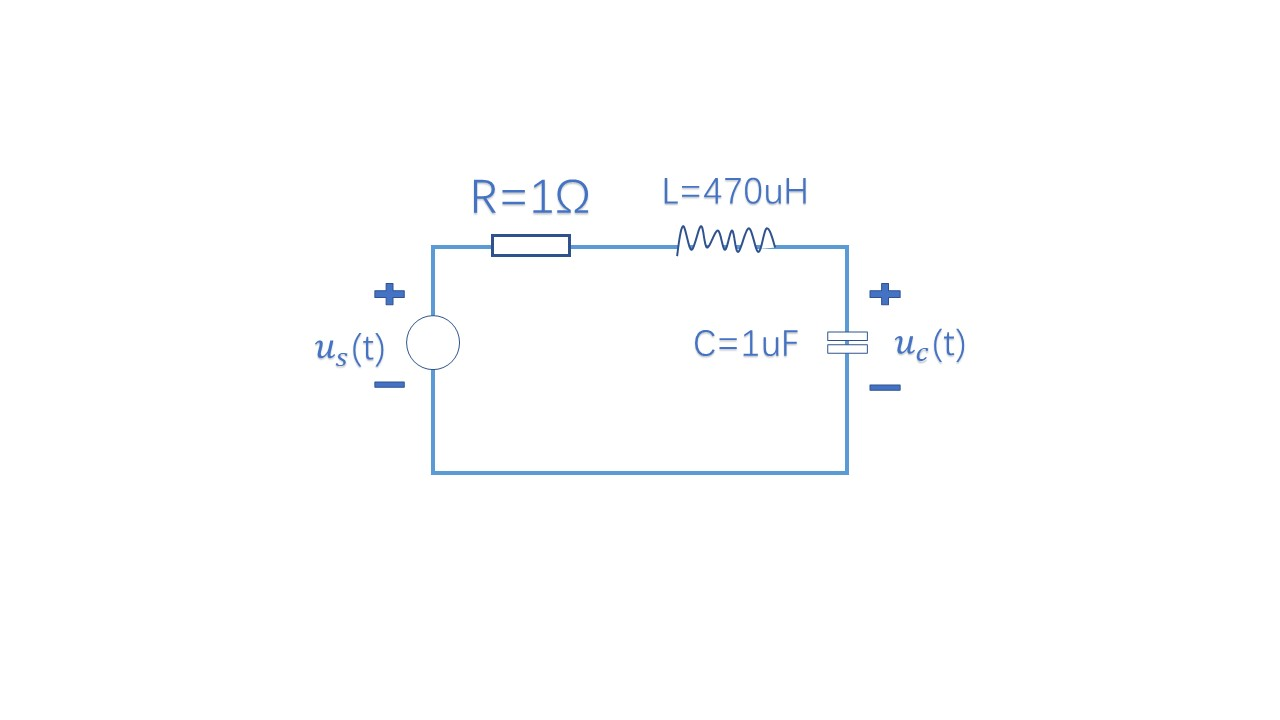 R=1Ω
L=470uH
+
+
u_s(t)
C=1uF
u_c(t)
−
−